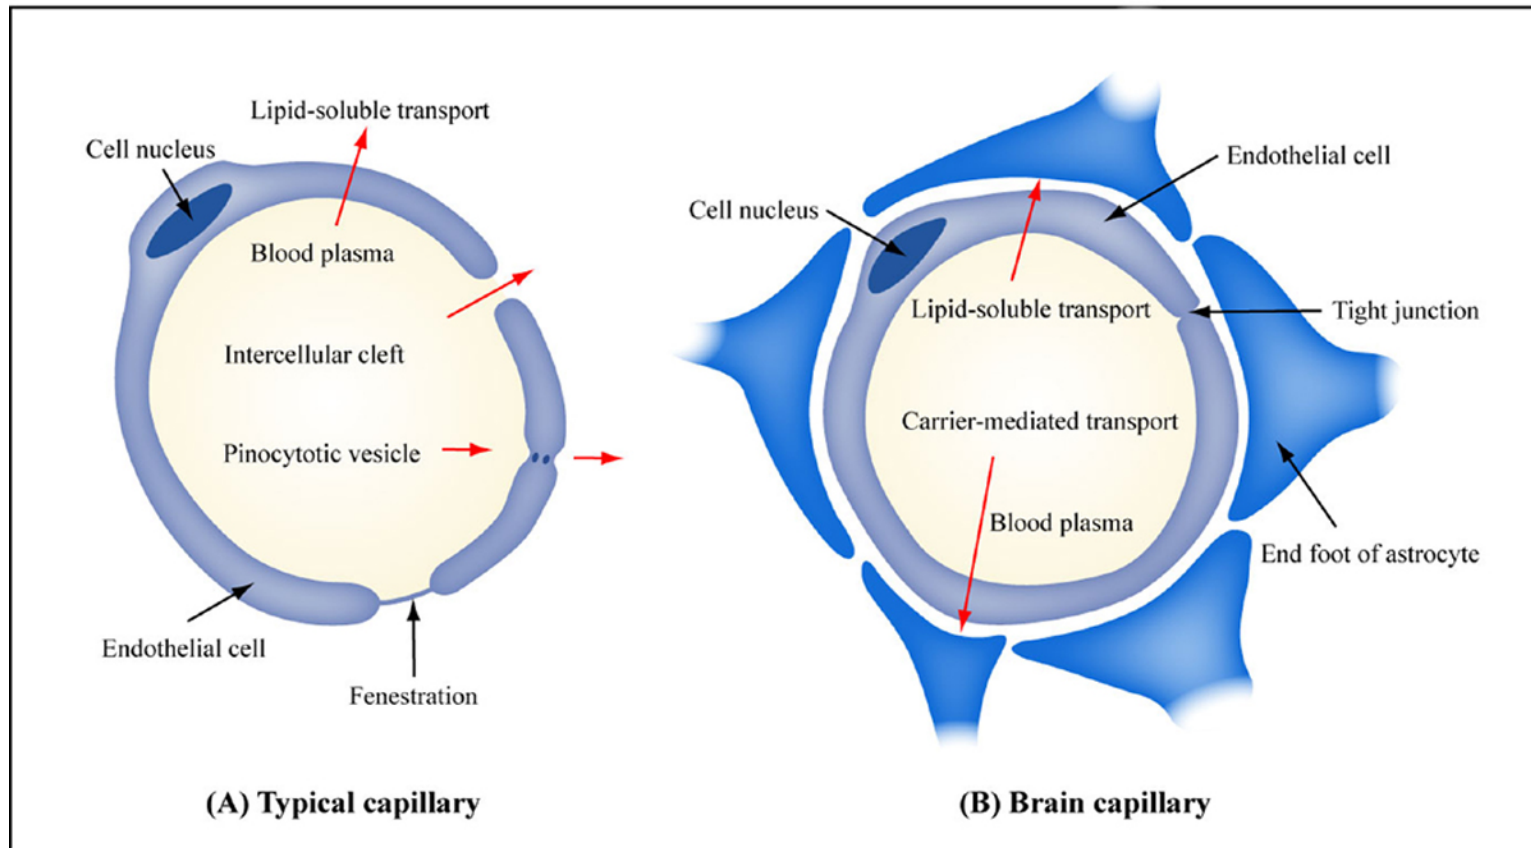 Lipid-soluble transport
Cell nucleus
Blood plasma
Intercellular cleft
Pinocytotic vesicle
Endothelial cell
Fenestration
(A) Typical capillary
Endothelial cell
Cell nucleus
Lipid-soluble transport
Tight junction
Carrier-mediated transport
Blood plasma
End foot of astrocyte
(B) Brain capillary